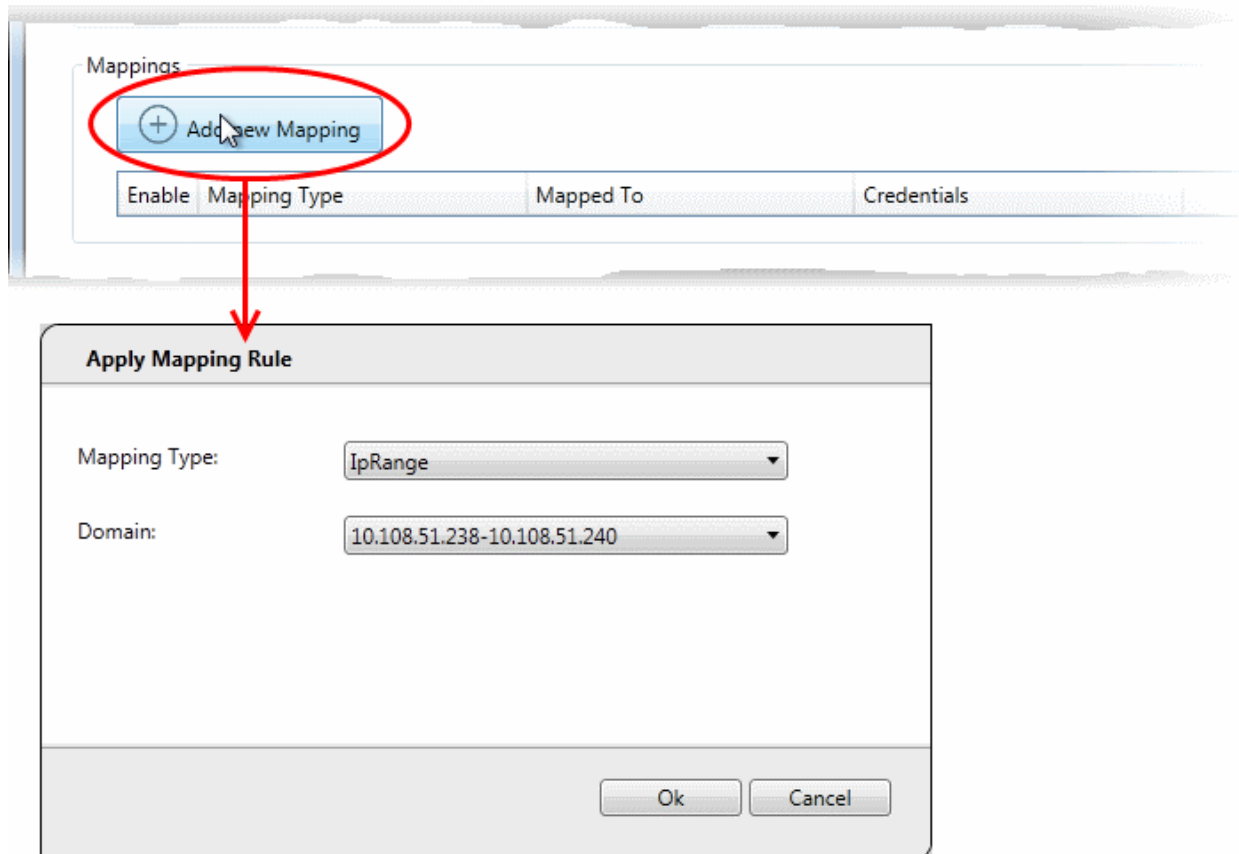 Mappings
Add new Mapping
Enable Mapping Type Mapped To Credentials
Apply Mapping Rule
Mapping Type: IpRange
Domain: 10.108.51.238-10.108.51.240
Ok Cancel